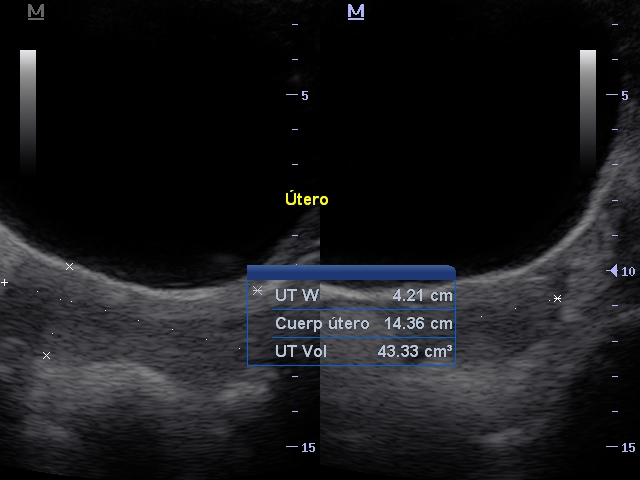 M
M
5
5
Útero
10
UT W 4.21 cm
Cuerp útero 14.36 cm
UT Vol 43.33 cm³
15
15